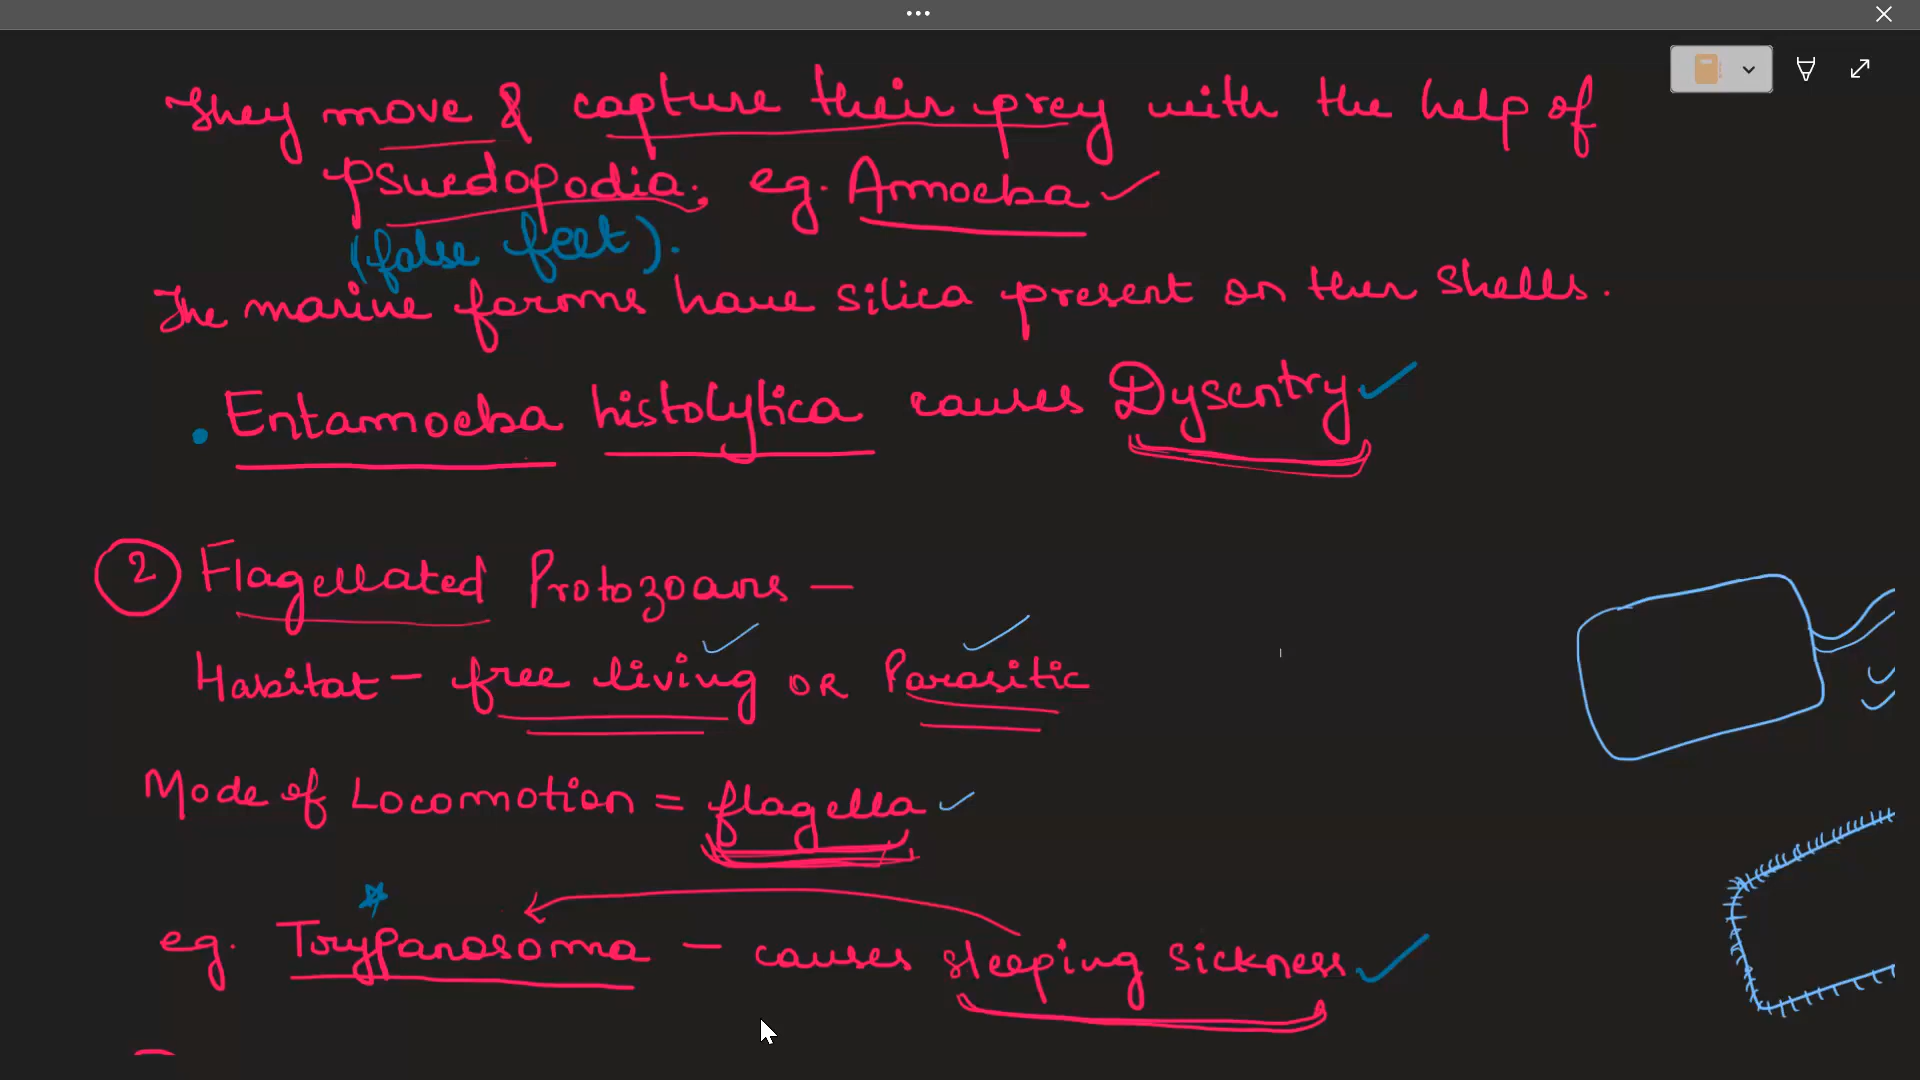 They move & capture their prey with the help of
psuedopodia. eg. Amoeba
(false feet).
The marine forms have silica present on their shells.
Entamoeba histolytica causes Dysentry
2 Flagellated Protozoans —
Habitat — free living OR Parasitic
Mode of Locomotion = flagella
eg. Trypanosoma — causes sleeping sickness